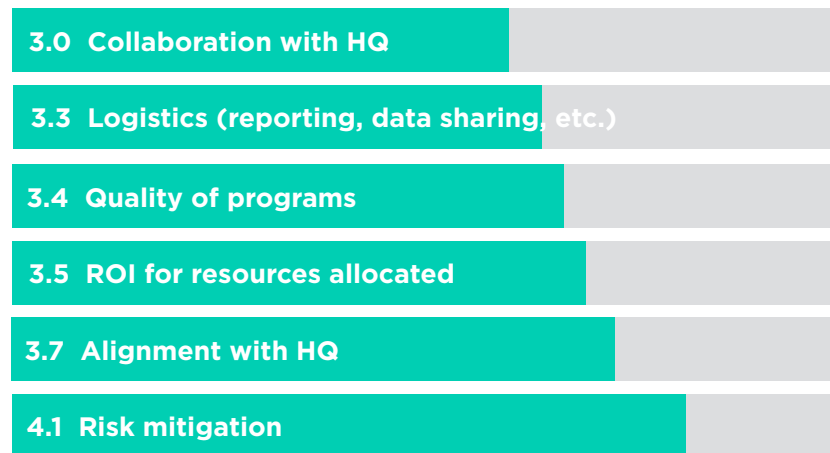 3.0 Collaboration with HQ
3.3 Logistics (reporting, data sharing, etc.)
3.4 Quality of programs
3.5 ROI for resources allocated
3.7 Alignment with HQ
4.1 Risk mitigation